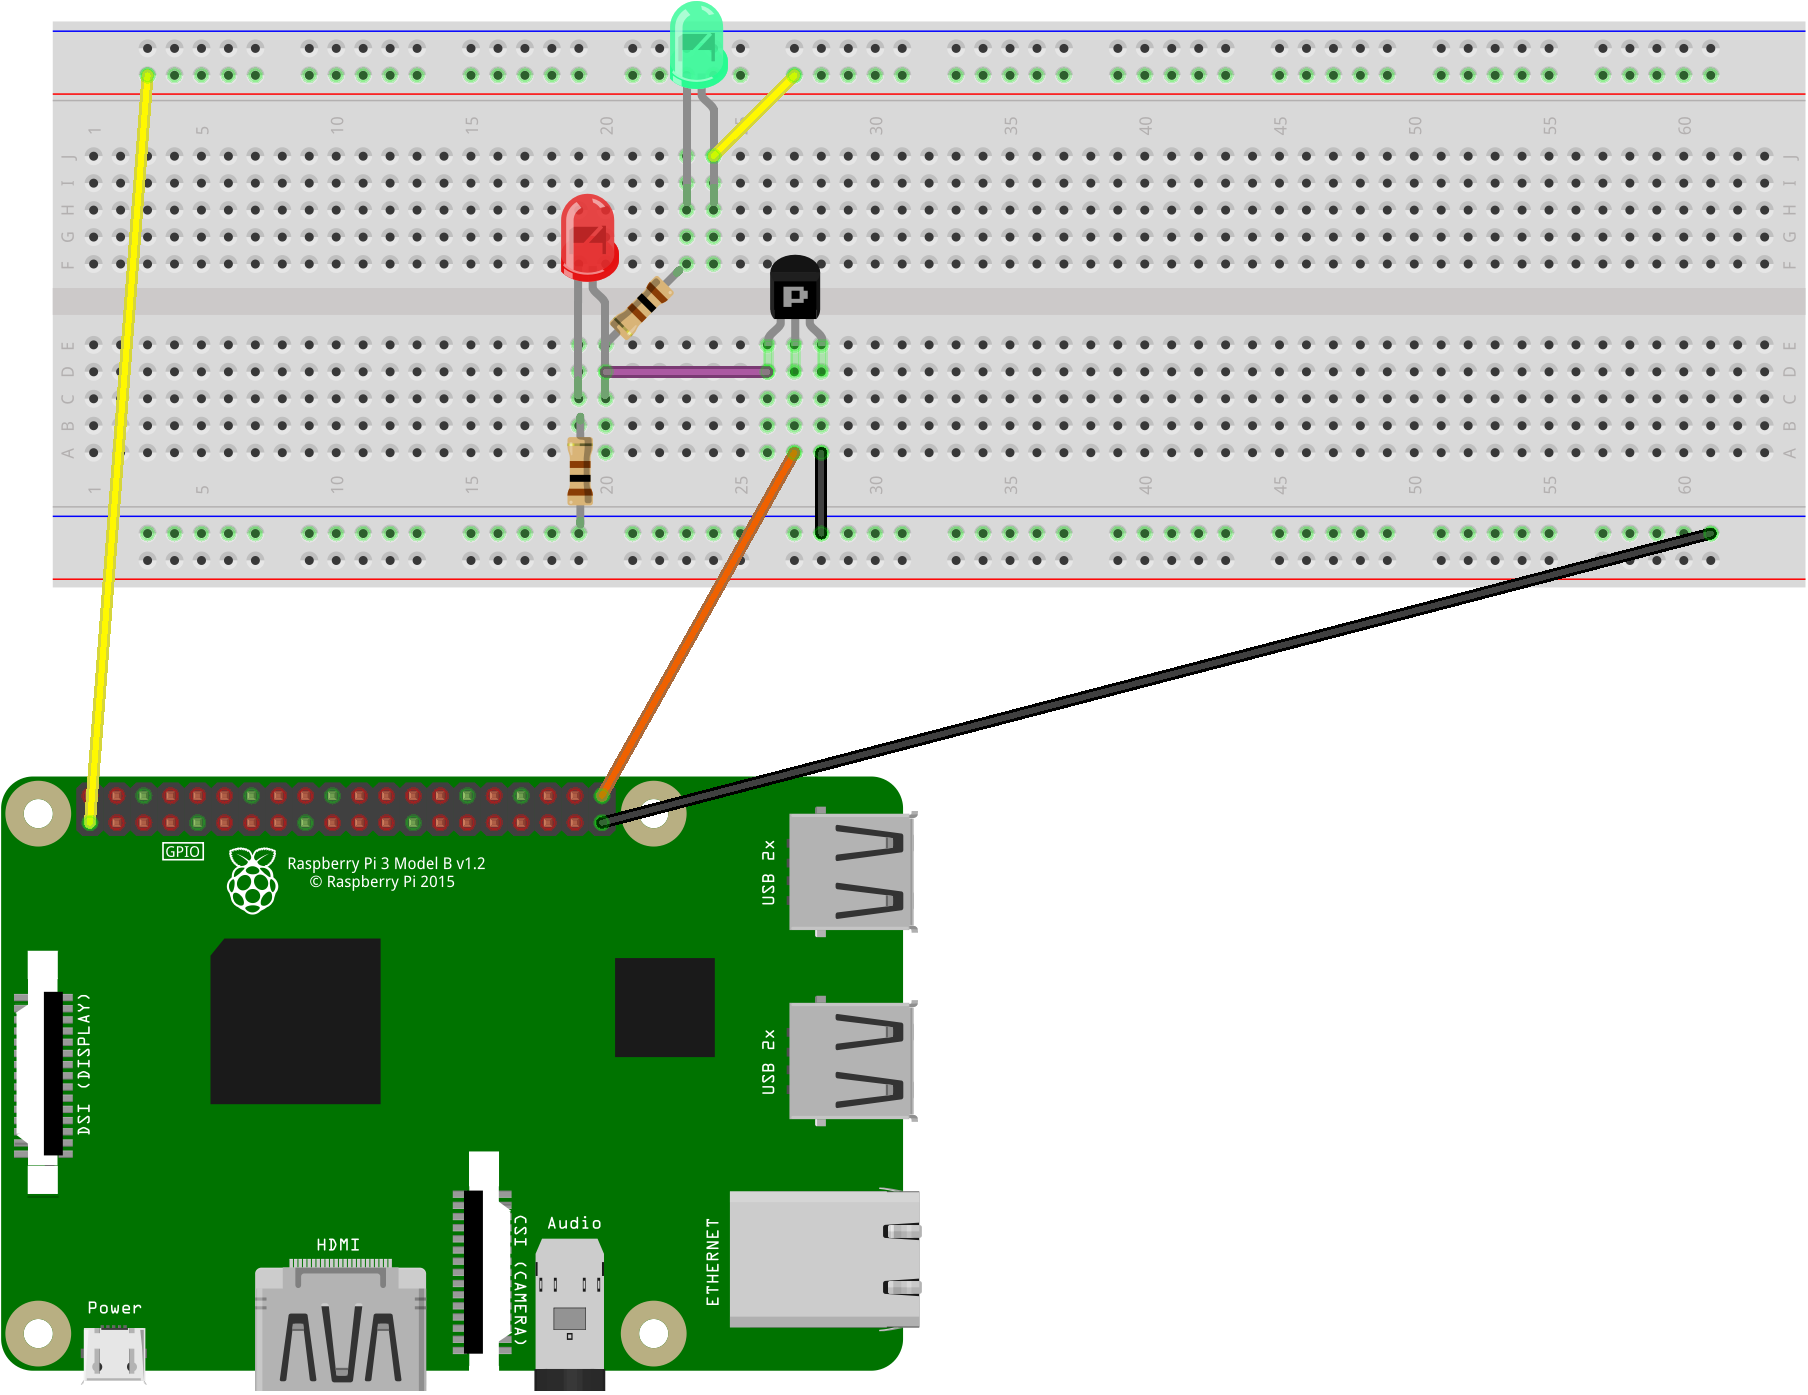 1 5 10 15 20 30 35 40 45 50 55 60
J J
I I
H H
G G
F F
P
E E
D D
C C
B B
A A
1 5 10 15 20 25 30 35 40 45 50 55 60
GPIO
Raspberry Pi 3 Model B v1.2
© Raspberry Pi 2015
USB 2x
USB 2x
DSI (DISPLAY)
CSI (CAMERA)
Audio
ETHERNET
HDMI
Power